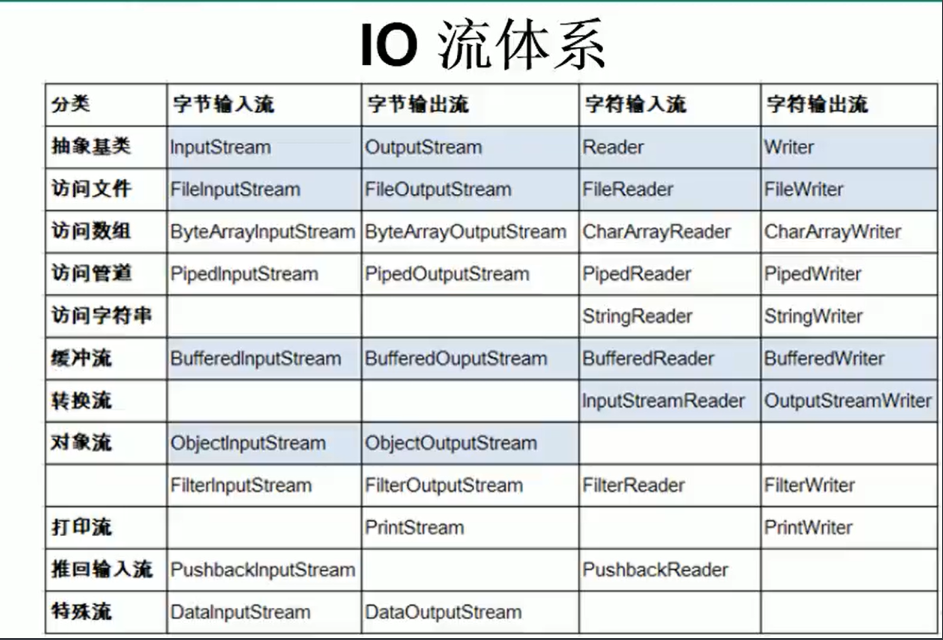 IO 流体系
分类 字节输入流 字节输出流 字符输入流 字符输出流
抽象基类 InputStream OutputStream Reader Writer
访问文件 FileInputStream FileOutputStream FileReader FileWriter
访问数组 ByteArrayInputStream ByteArrayOutputStream CharArrayReader CharArrayWriter
访问管道 PipedInputStream PipedOutputStream PipedReader PipedWriter
访问字符串 StringReader StringWriter
缓冲流 BufferedInputStream BufferedOuputStream BufferedReader BufferedWriter
转换流 InputStreamReader OutputStreamWriter
对象流 ObjectInputStream ObjectOutputStream
FilterInputStream FilterOutputStream FilterReader FilterWriter
打印流 PrintStream PrintWriter
推回输入流 PushbackInputStream PushbackReader
特殊流 DataInputStream DataOutputStream